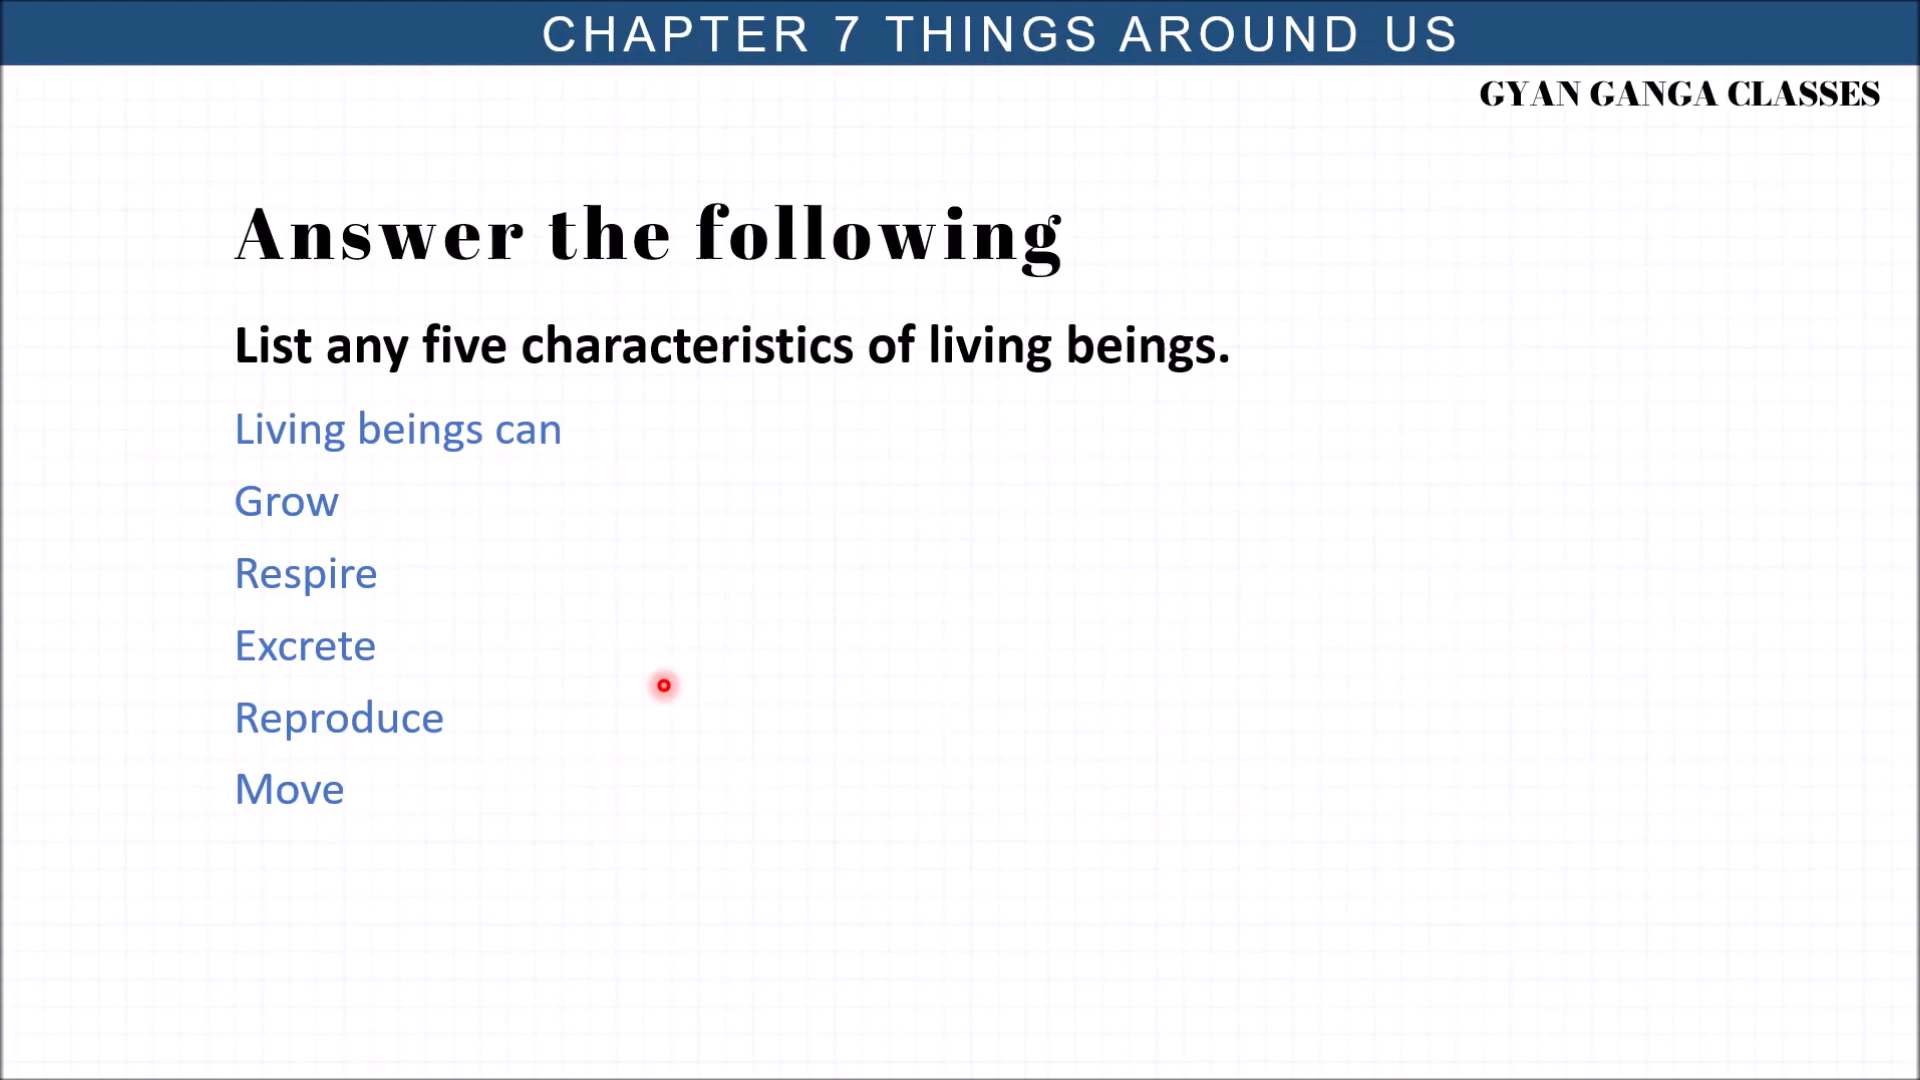 CHAPTER 7 THINGS AROUND US
GYAN GANGA CLASSES
Answer the following
List any five characteristics of living beings.
Living beings can
Grow
Respire
Excrete
Reproduce
Move